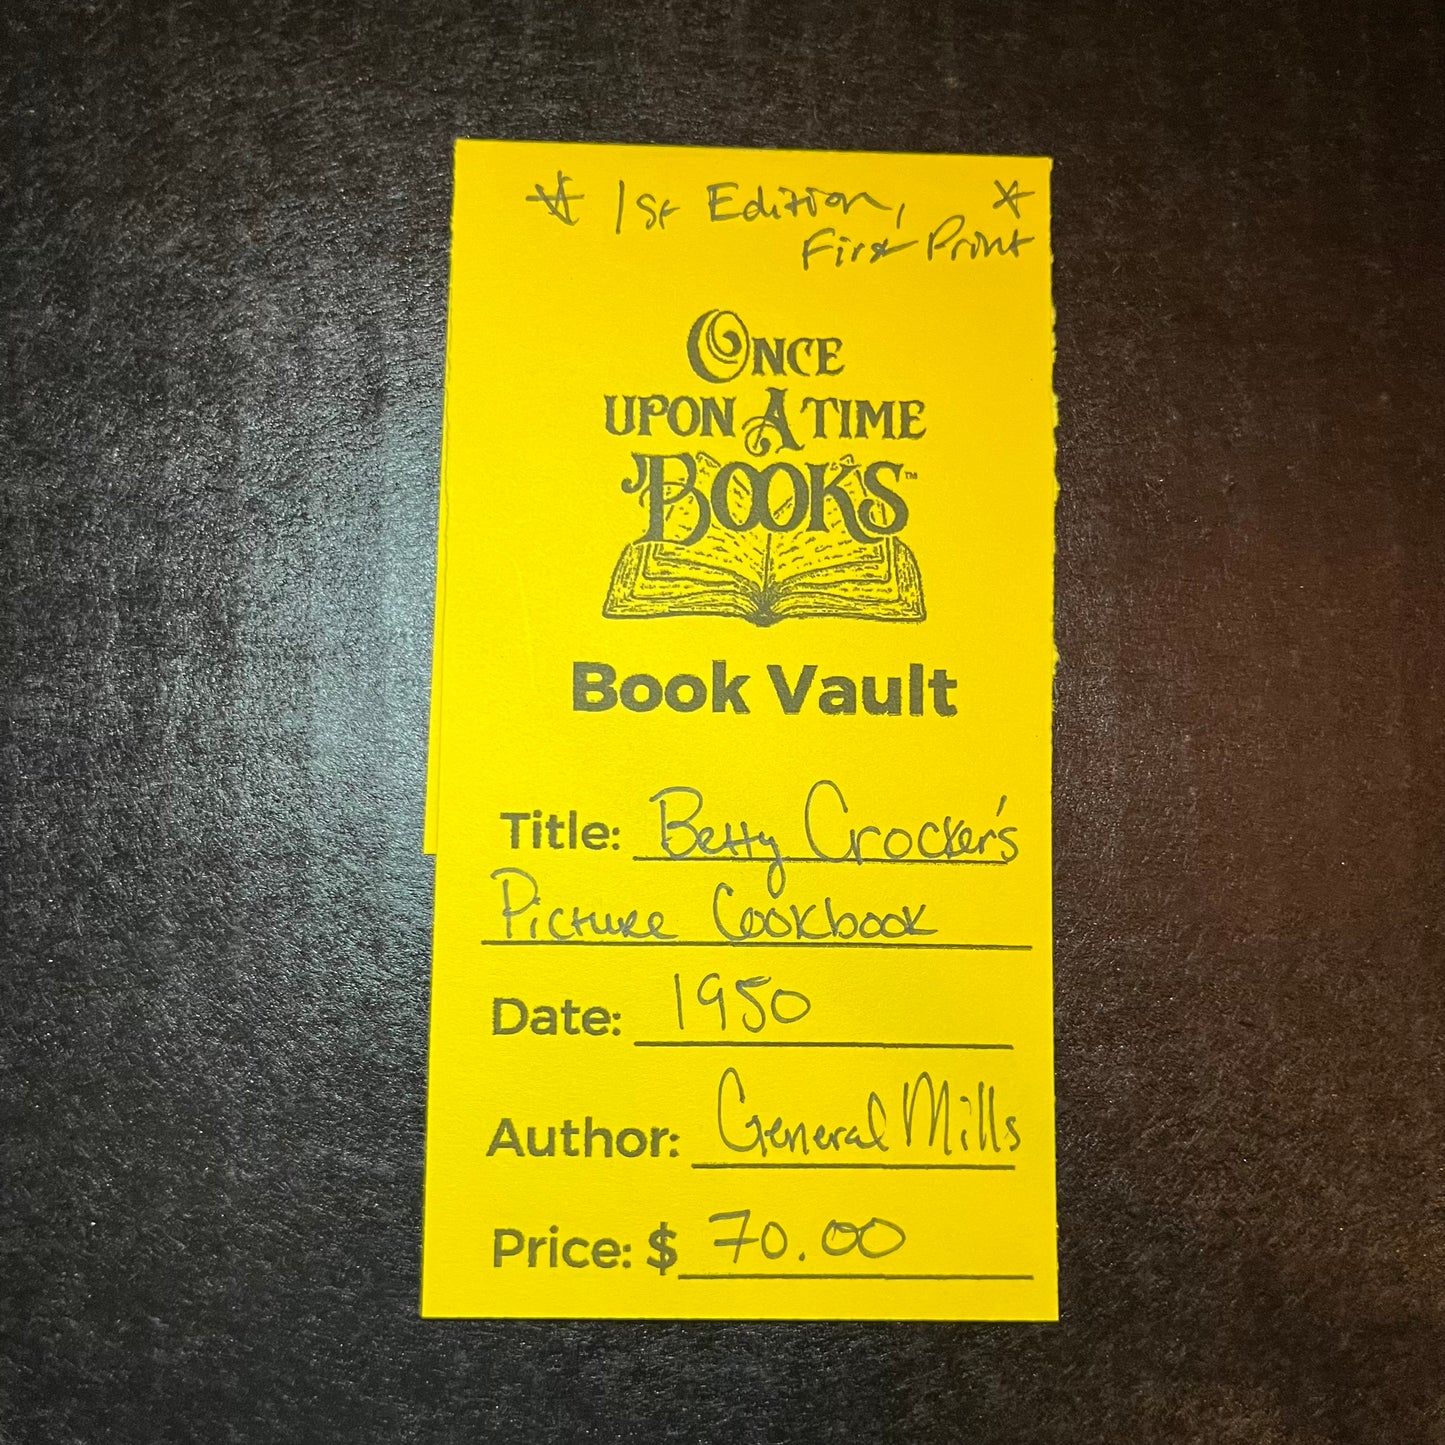 ☆ 1st Edition, ☆
First Print
ONCE
UPON A TIME
BOOKS™
Book Vault
Title: Betty Crocker's
Picture Cookbook
Date: 1950
Author: General Mills
Price: $ 70.00